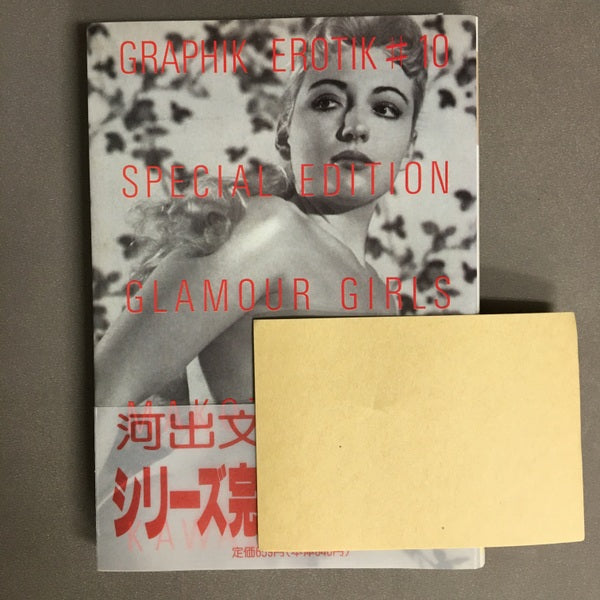 GRAPHIK EROTIK #10
SPECIAL EDITION
GLAMOUR GIRLS
河出文
シリーズ完